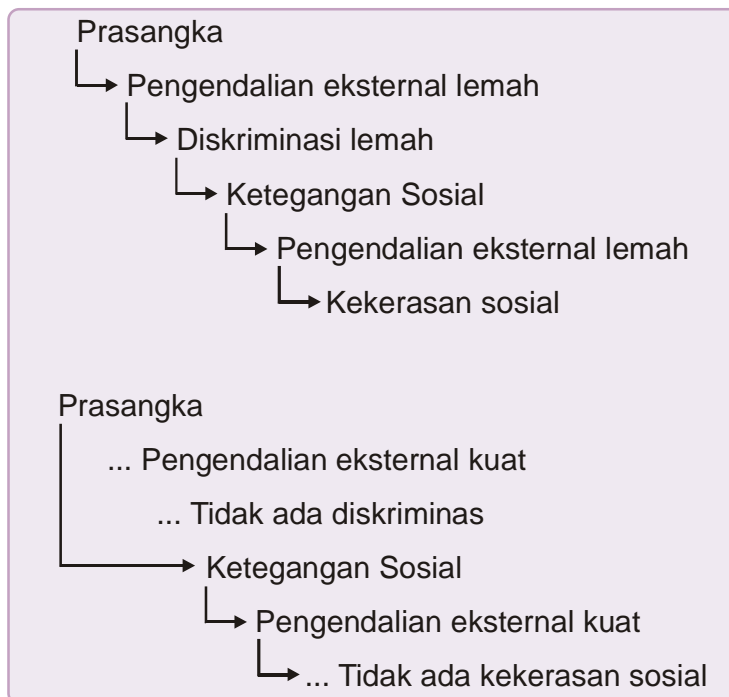 Prasangka
Pengendalian eksternal lemah
Diskriminasi lemah
Ketegangan Sosial
Pengendalian eksternal lemah
Kekerasan sosial
Prasangka
... Pengendalian eksternal kuat
... Tidak ada diskriminas
Ketegangan Sosial
Pengendalian eksternal kuat
... Tidak ada kekerasan sosial